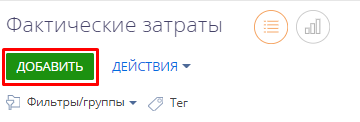 Фактические затраты
ДОБАВИТЬ ДЕЙСТВИЯ
Фильтры/группы Тег